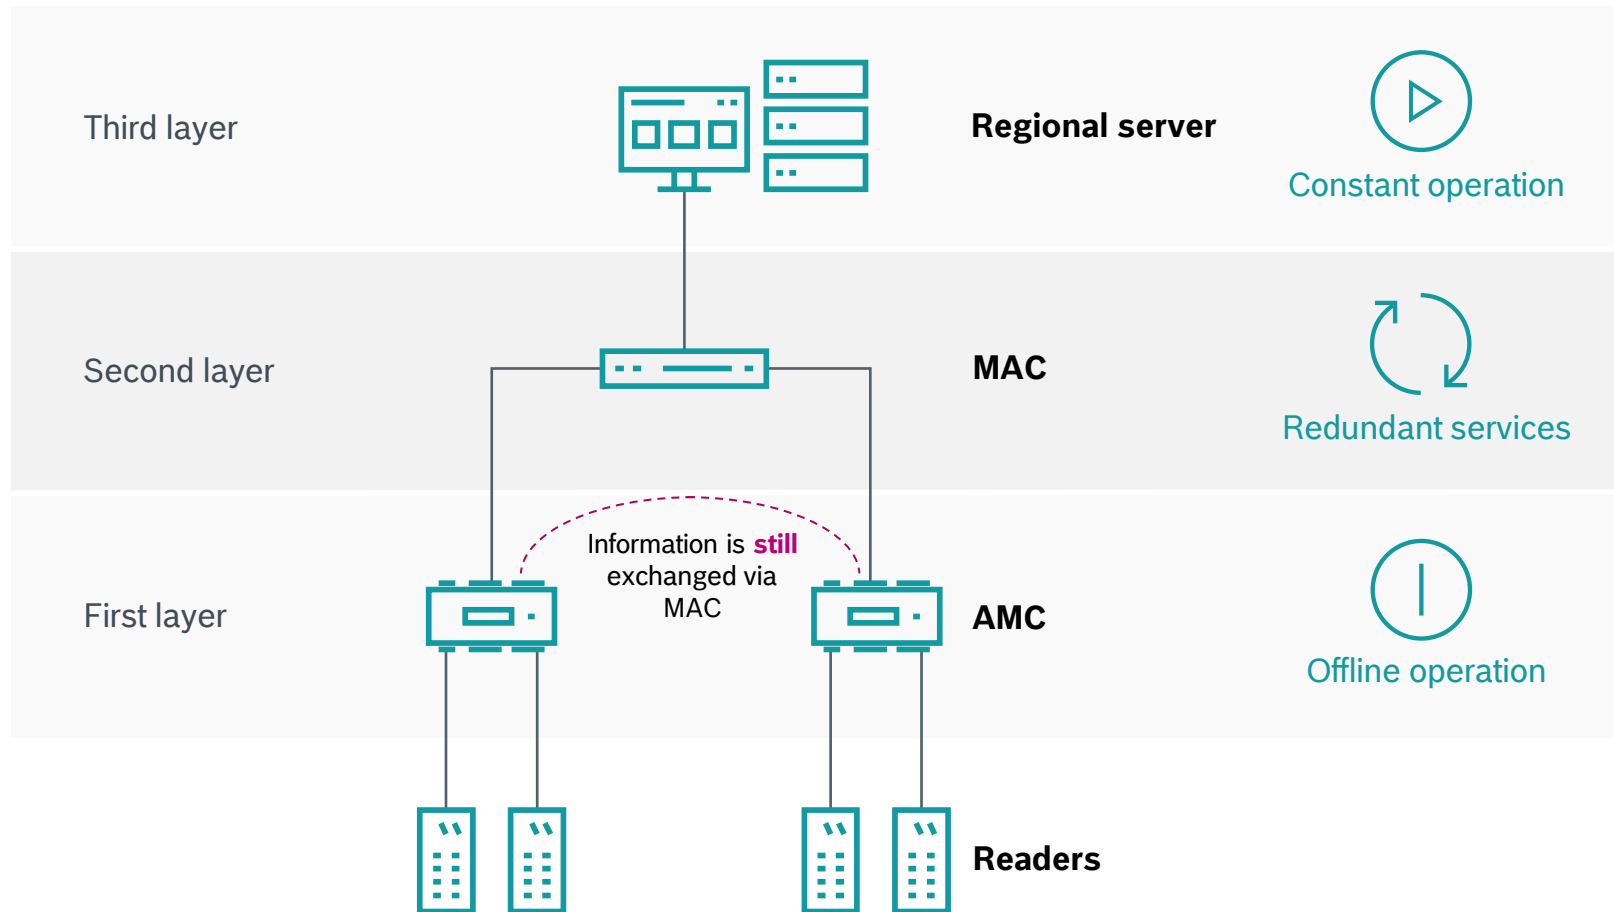 Third layer
Regional server
Constant operation
Second layer
MAC
Redundant services
Information is still
exchanged via
MAC
First layer
AMC
Offline operation
Readers